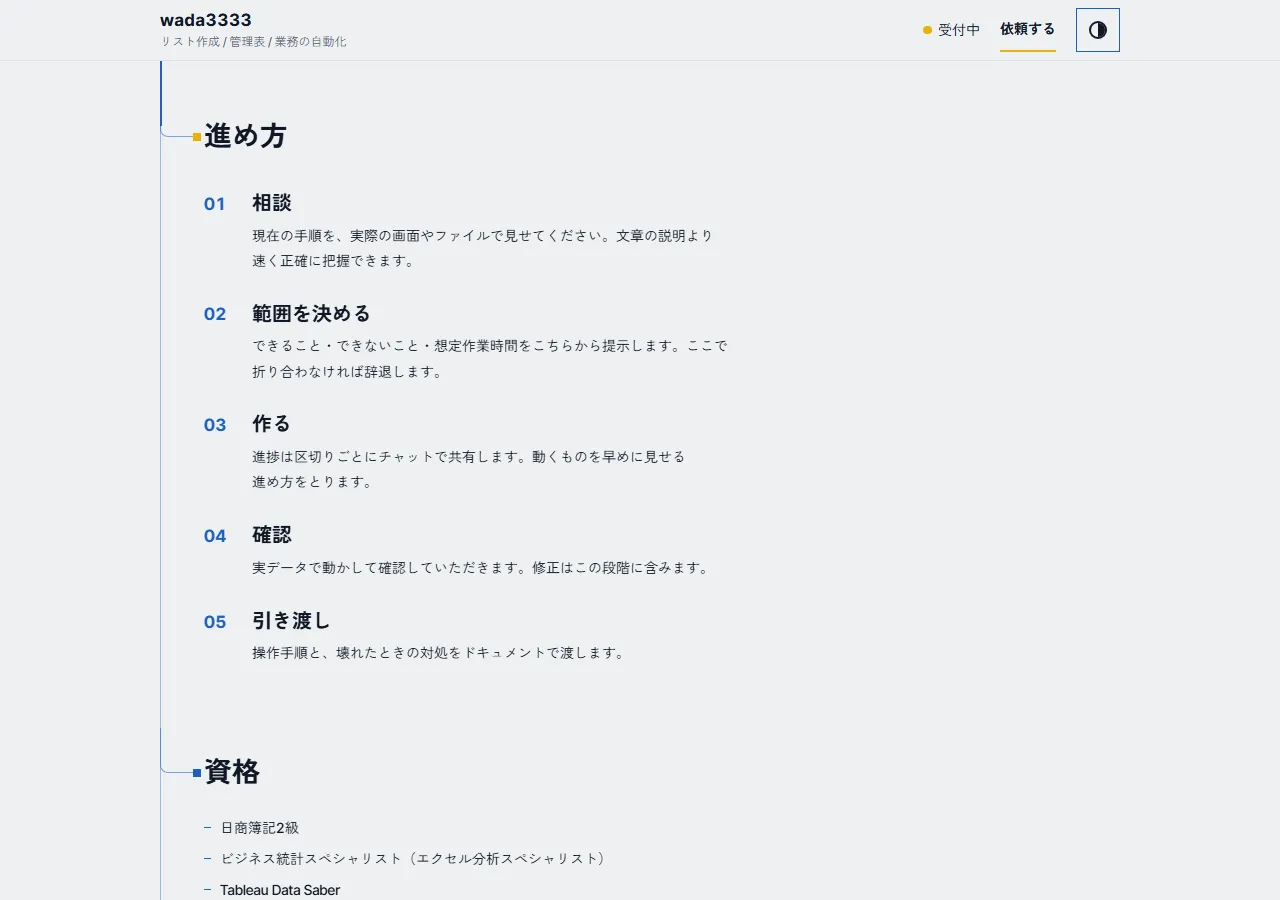 wada3333
リスト作成 / 管理表 / 業務の自動化
受付中
依頼する
進め方
01 相談
現在の手順を、実際の画面やファイルで見せてください。文章の説明より
速く正確に把握できます。
02 範囲を決める
できること・できないこと・想定作業時間をこちらから提示します。ここで
折り合わなければ辞退します。
03 作る
進捗は区切りごとにチャットで共有します。動くものを早めに見せる
進め方をとります。
04 確認
実データで動かして確認していただきます。修正はこの段階に含みます。
05 引き渡し
操作手順と、壊れたときの対処をドキュメントで渡します。
資格
日商簿記2級
ビジネス統計スペシャリスト（エクセル分析スペシャリスト）
Tableau Data Saber